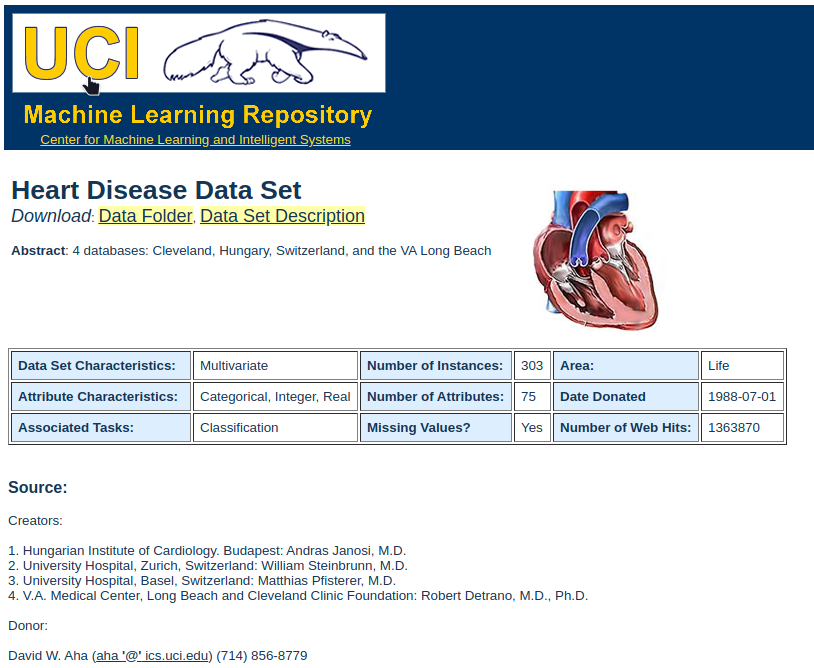 UCI
Machine Learning Repository
Center for Machine Learning and Intelligent Systems
Heart Disease Data Set
Download: Data Folder, Data Set Description
Abstract: 4 databases: Cleveland, Hungary, Switzerland, and the VA Long Beach
Data Set Characteristics: Multivariate Number of Instances: 303 Area: Life
Attribute Characteristics: Categorical, Integer, Real Number of Attributes: 75 Date Donated 1988-07-01
Associated Tasks: Classification Missing Values? Yes Number of Web Hits: 1363870
Source:
Creators:
1. Hungarian Institute of Cardiology. Budapest: Andras Janosi, M.D.
2. University Hospital, Zurich, Switzerland: William Steinbrunn, M.D.
3. University Hospital, Basel, Switzerland: Matthias Pfisterer, M.D.
4. V.A. Medical Center, Long Beach and Cleveland Clinic Foundation: Robert Detrano, M.D., Ph.D.
Donor:
David W. Aha (aha '@' ics.uci.edu) (714) 856-8779